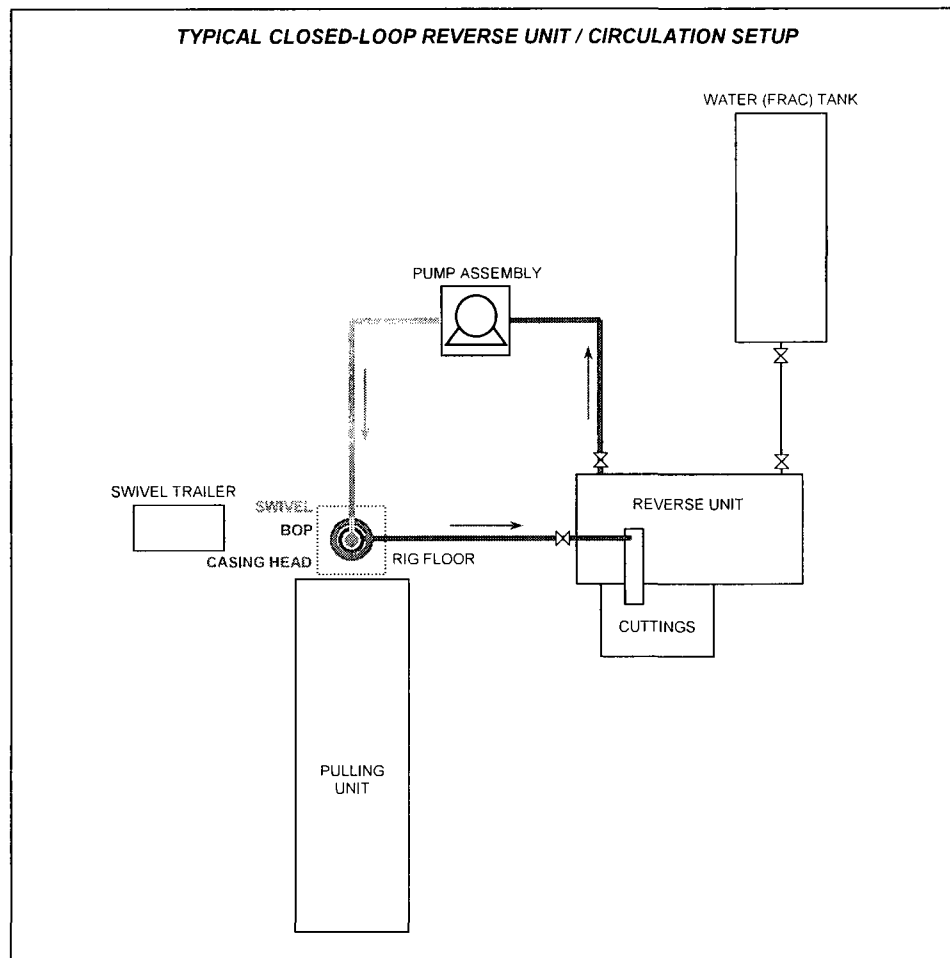 TYPICAL CLOSED-LOOP REVERSE UNIT / CIRCULATION SETUP
WATER (FRAC) TANK
PUMP ASSEMBLY
SWIVEL TRAILER
SWIVEL
BOP
CASING HEAD
RIG FLOOR
REVERSE UNIT
CUTTINGS
PULLING
UNIT